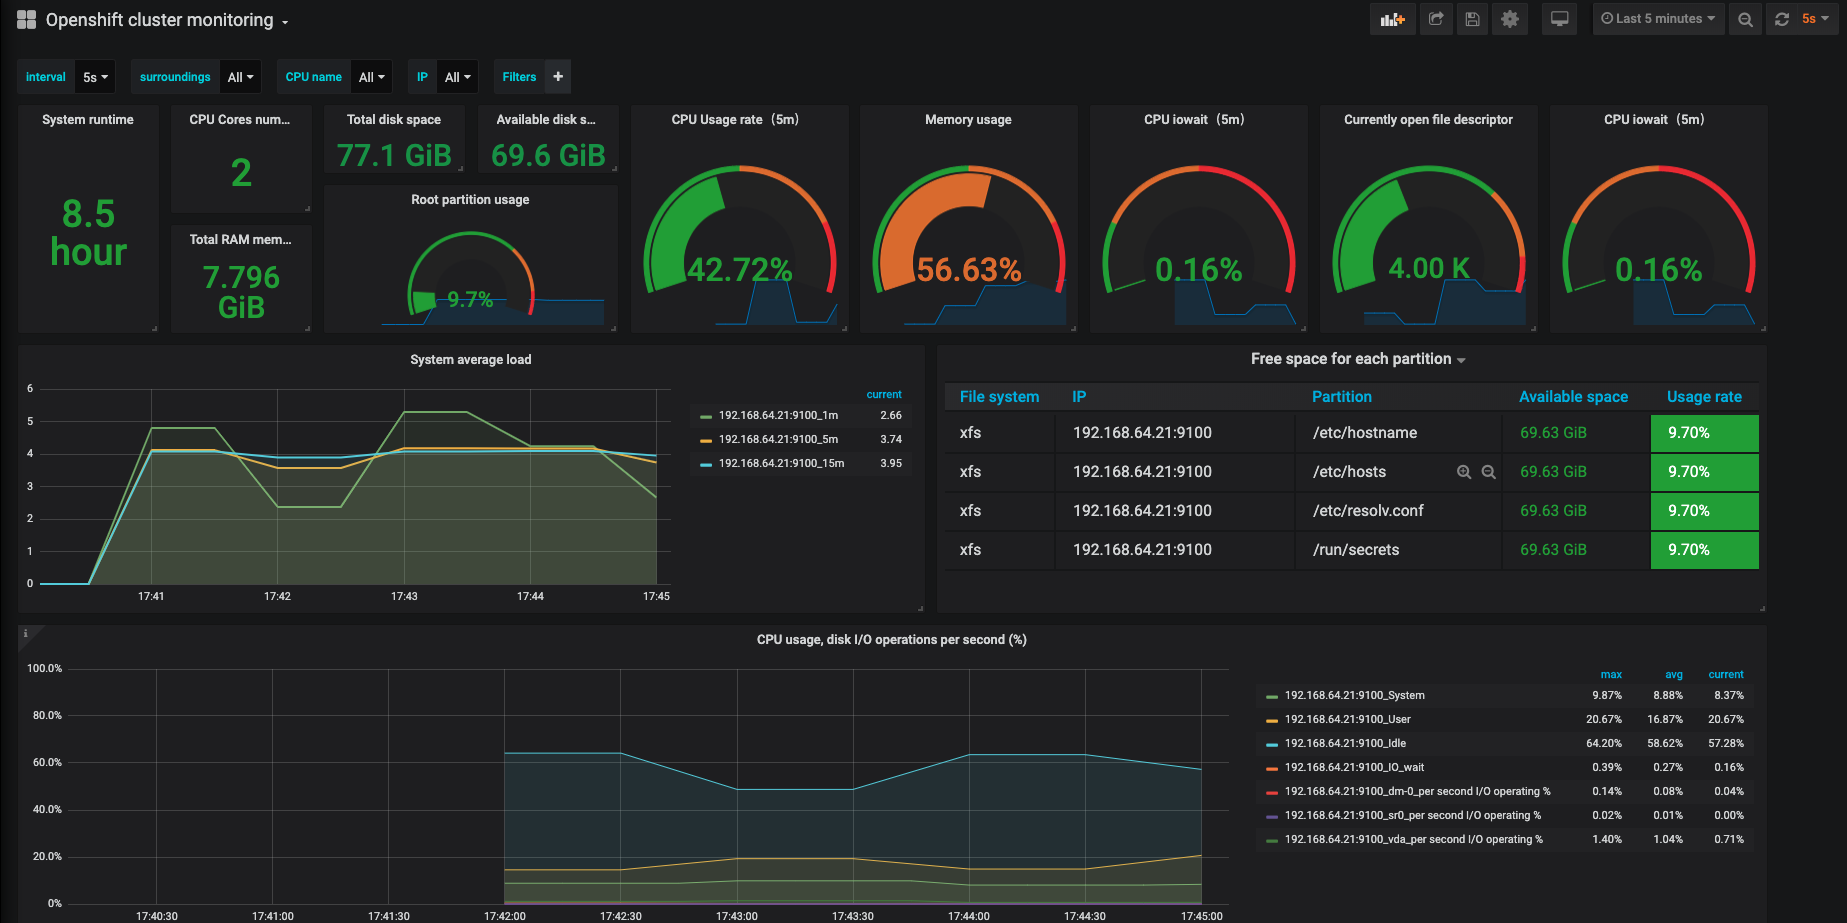 Openshift cluster monitoring
Last 5 minutes
5s
interval 5s
surroundings All
CPU name All
IP All
Filters +
System runtime
8.5
hour
CPU Cores num...
2
Total RAM mem...
7.796
GiB
Total disk space
77.1 GiB
Available disk s...
69.6 GiB
Root partition usage
9.7%
CPU Usage rate（5m）
42.72%
Memory usage
56.63%
CPU iowait（5m）
0.16%
Currently open file descriptor
4.00 K
CPU iowait（5m）
0.16%
System average load
6
5
4
3
2
1
0
17:41 17:42 17:43 17:44 17:45
current
192.168.64.21:9100_1m 2.66
192.168.64.21:9100_5m 3.74
192.168.64.21:9100_15m 3.95
Free space for each partition
File system IP Partition Available space Usage rate
xfs 192.168.64.21:9100 /etc/hostname 69.63 GiB 9.70%
xfs 192.168.64.21:9100 /etc/hosts 69.63 GiB 9.70%
xfs 192.168.64.21:9100 /etc/resolv.conf 69.63 GiB 9.70%
xfs 192.168.64.21:9100 /run/secrets 69.63 GiB 9.70%
i
CPU usage, disk I/O operations per second (%)
100.0%
80.0%
60.0%
40.0%
20.0%
0%
17:40:30 17:41:00 17:41:30 17:42:00 17:42:30 17:43:00 17:43:30 17:44:00 17:44:30 17:45:00
max avg current
192.168.64.21:9100_System 9.87% 8.88% 8.37%
192.168.64.21:9100_User 20.67% 16.87% 20.67%
192.168.64.21:9100_Idle 64.20% 58.62% 57.28%
192.168.64.21:9100_IO_wait 0.39% 0.27% 0.16%
192.168.64.21:9100_dm-0_per second I/O operating % 0.14% 0.08% 0.04%
192.168.64.21:9100_sr0_per second I/O operating % 0.02% 0.01% 0.00%
192.168.64.21:9100_vda_per second I/O operating % 1.40% 1.04% 0.71%